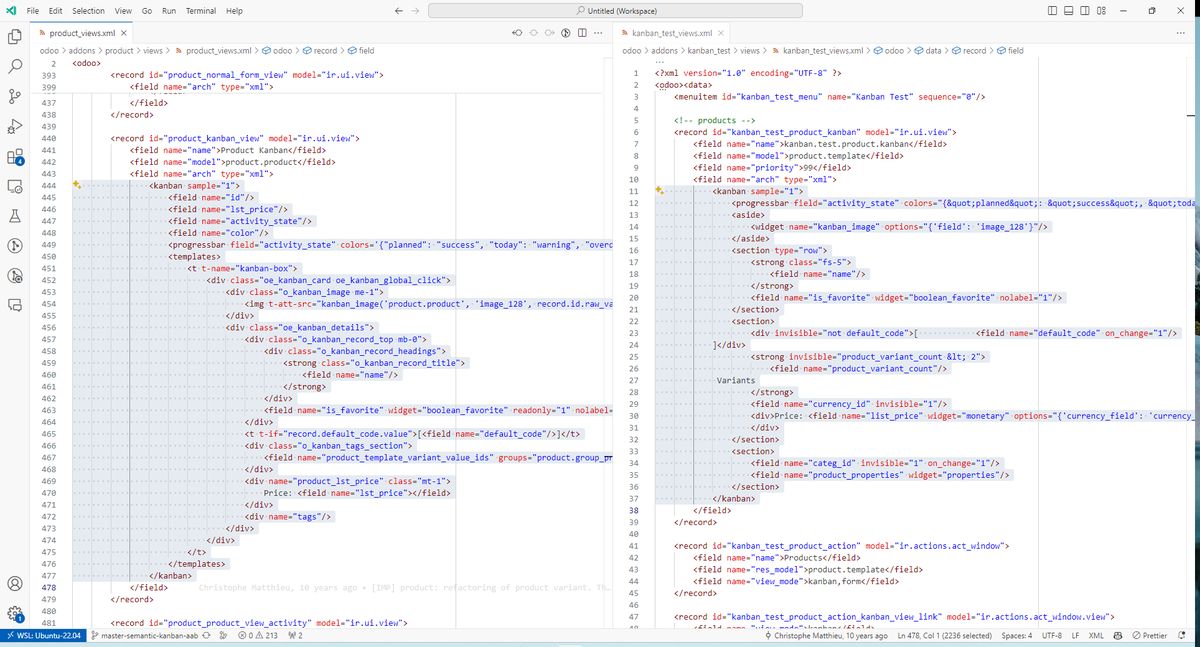 File Edit Selection View Go Run Terminal Help
Untitled (Workspace)
product_views.xml
odoo > addons > product > views > product_views.xml > odoo > record > field
2 <odoo>
393 <record id="product_normal_form_view" model="ir.ui.view">
399 <field name="arch" type="xml">
437 </field>
438 </record>
439
440 <record id="product_kanban_view" model="ir.ui.view">
441 <field name="name">Product Kanban</field>
442 <field name="model">product.product</field>
443 <field name="arch" type="xml">
444 <kanban sample="1">
445 <field name="id"/>
446 <field name="lst_price"/>
447 <field name="activity_state"/>
448 <field name="color"/>
449 <progressbar field="activity_state" colors='{"planned": "success", "today": "warning", "overd
450 <templates>
451 <t t-name="kanban-box">
452 <div class="oe_kanban_card oe_kanban_global_click">
453 <div class="o_kanban_image me-1">
454 <img t-att-src="kanban_image('product.product', 'image_128', record.id.raw_va
455 </div>
456 <div class="oe_kanban_details">
457 <div class="o_kanban_record_top mb-0">
458 <div class="o_kanban_record_headings">
459 <strong class="o_kanban_record_title">
460 <field name="name"/>
461 </strong>
462 </div>
463 <field name="is_favorite" widget="boolean_favorite" readonly="1" nolabel=
464 </div>
465 <t t-if="record.default_code.value">[<field name="default_code"/>]</t>
466 <div class="o_kanban_tags_section">
467 <field name="product_template_variant_value_ids" groups="product.group_pr
468 </div>
469 <div name="product_lst_price" class="mt-1">
470 Price: <field name="lst_price"></field>
471 </div>
472 <div name="tags"/>
473 </div>
474 </div>
475 </t>
476 </templates>
477 </kanban>
478 </field> Christophe Matthieu, 10 years ago • [IMP] product: refactoring of product variant. Th…
479 </record>
480
481 <record id="product_product_view_activity" model="ir.ui.view">
kanban_test_views.xml
odoo > addons > kanban_test > views > kanban_test_views.xml > odoo > data > record > field
1 <?xml version="1.0" encoding="UTF-8" ?>
2 <odoo><data>
3 <menuitem id="kanban_test_menu" name="Kanban Test" sequence="0"/>
4
5 <!-- products -->
6 <record id="kanban_test_product_kanban" model="ir.ui.view">
7 <field name="name">kanban.test.product.kanban</field>
8 <field name="model">product.template</field>
9 <field name="priority">99</field>
10 <field name="arch" type="xml">
11 <kanban sample="1">
12 <progressbar field="activity_state" colors="{&quot;planned&quot;: &quot;success&quot;, &quot;toda
13 <aside>
14 <widget name="kanban_image" options="{'field': 'image_128'}"/>
15 </aside>
16 <section type="row">
17 <strong class="fs-5">
18 <field name="name"/>
19 </strong>
20 <field name="is_favorite" widget="boolean_favorite" nolabel="1"/>
21 </section>
22 <section>
23 <div invisible="not default_code">[ <field name="default_code" on_change="1"/>
24 ]</div>
25 <strong invisible="product_variant_count &lt; 2">
26 <field name="product_variant_count"/>
27 Variants
28 </strong>
29 <field name="currency_id" invisible="1"/>
30 <div>Price: <field name="list_price" widget="monetary" options="{'currency_field': 'currency_
31 </div>
32 </section>
33 <section>
34 <field name="categ_id" invisible="1" on_change="1"/>
35 <field name="product_properties" widget="properties"/>
36 </section>
37 </kanban>
38 </field>
39 </record>
40
41 <record id="kanban_test_product_action" model="ir.actions.act_window">
42 <field name="name">Products</field>
43 <field name="res_model">product.template</field>
44 <field name="view_mode">kanban,form</field>
45 </record>
46
47 <record id="kanban_test_product_action_kanban_view_link" model="ir.actions.act_window.view">
4
1
WSL: Ubuntu-22.04 master-semantic-kanban-aab 0 213 2 Christophe Matthieu, 10 years ago Ln 478, Col 1 (2236 selected) Spaces: 4 UTF-8 LF XML Prettier